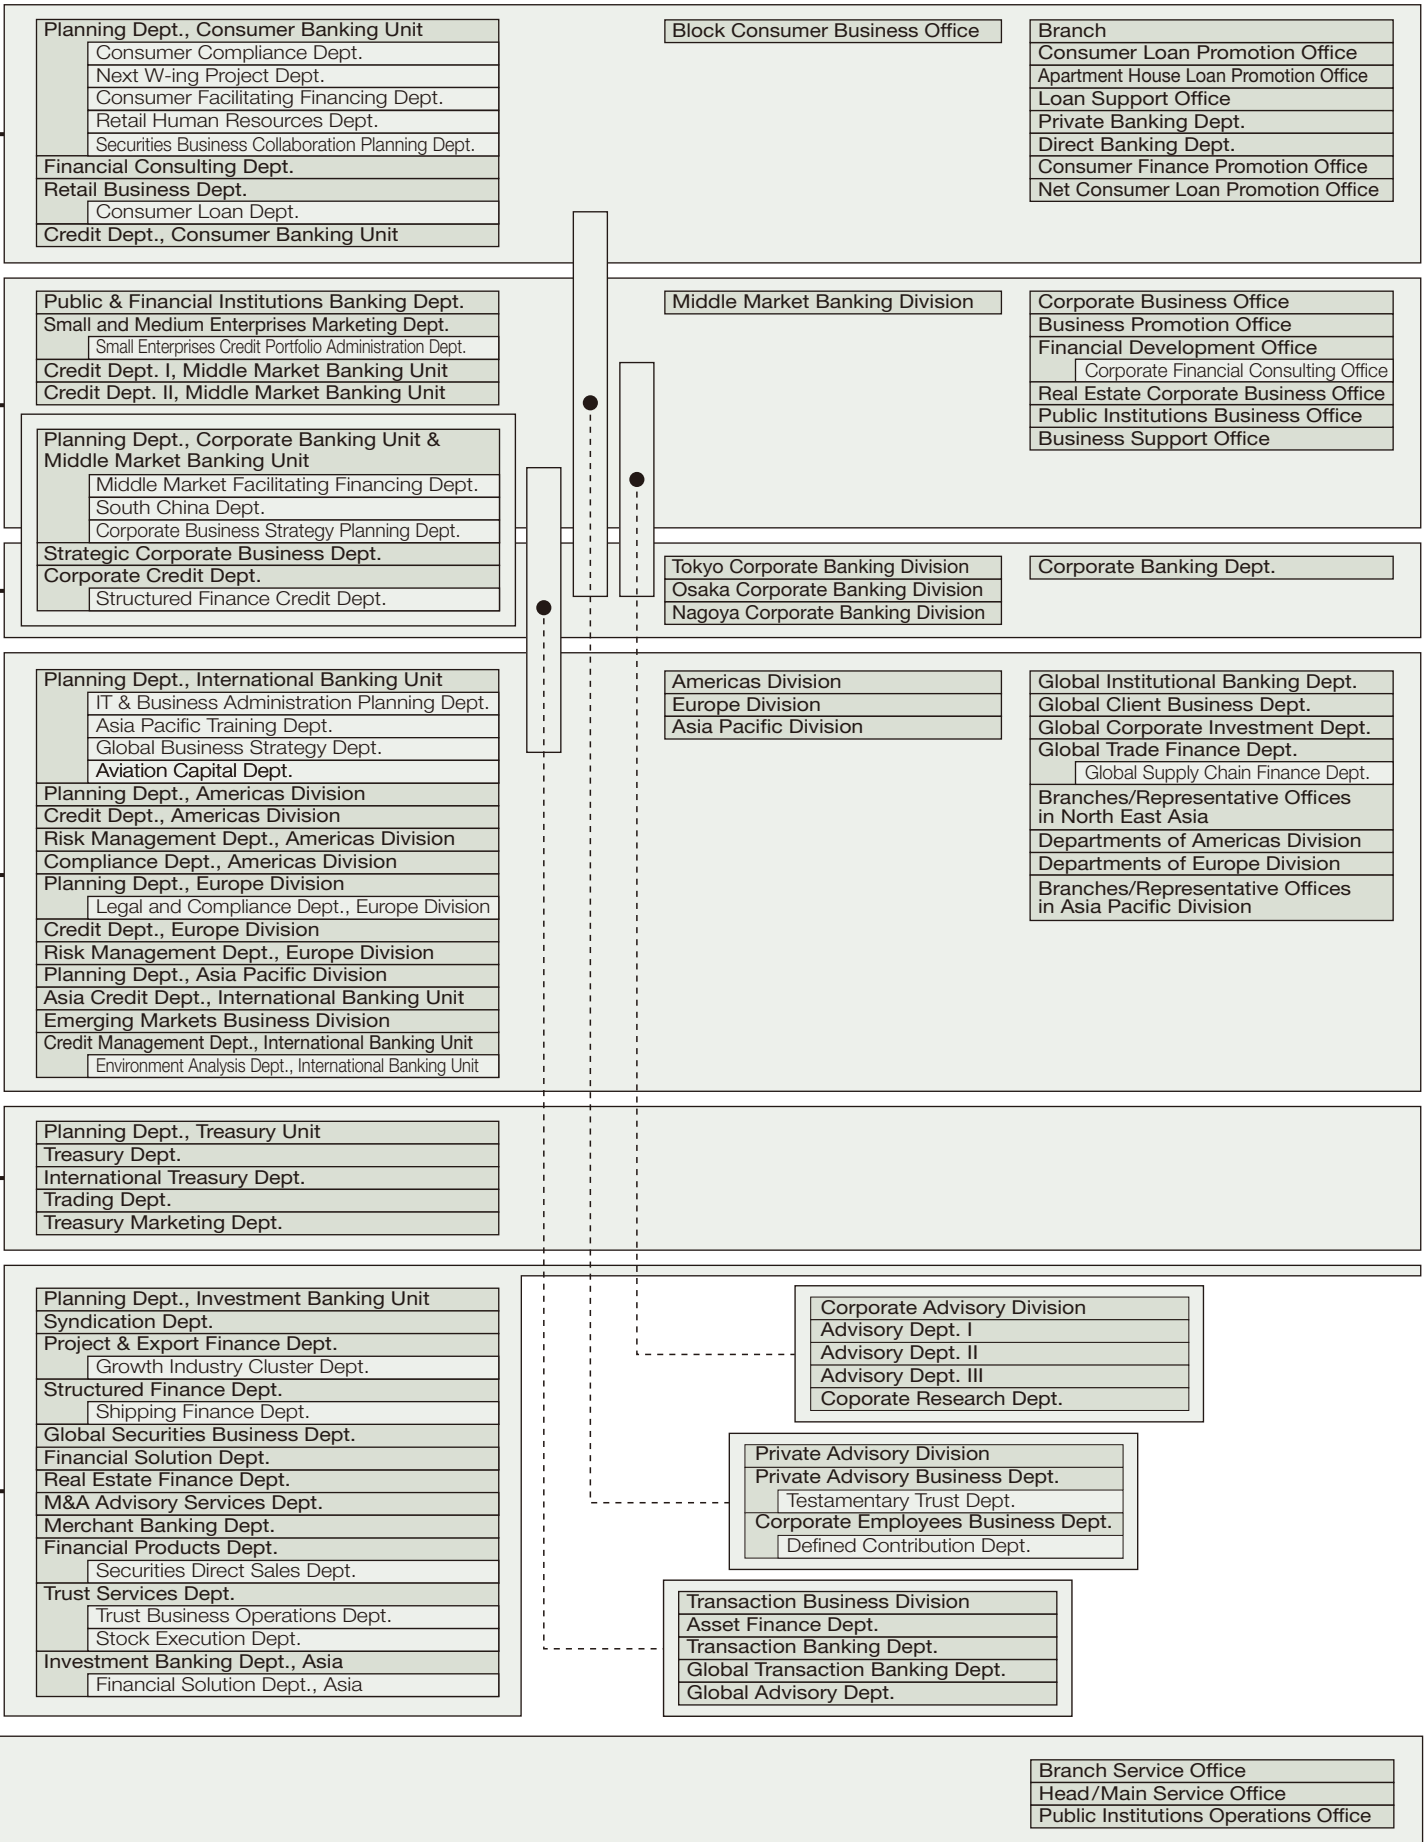 Planning Dept., Consumer Banking Unit
Consumer Compliance Dept.
Next W-ing Project Dept.
Consumer Facilitating Financing Dept.
Retail Human Resources Dept.
Securities Business Collaboration Planning Dept.
Financial Consulting Dept.
Retail Business Dept.
Consumer Loan Dept.
Credit Dept., Consumer Banking Unit
Block Consumer Business Office
Branch
Consumer Loan Promotion Office
Apartment House Loan Promotion Office
Loan Support Office
Private Banking Dept.
Direct Banking Dept.
Consumer Finance Promotion Office
Net Consumer Loan Promotion Office
Public & Financial Institutions Banking Dept.
Small and Medium Enterprises Marketing Dept.
Small Enterprises Credit Portfolio Administration Dept.
Credit Dept. I, Middle Market Banking Unit
Credit Dept. II, Middle Market Banking Unit
Middle Market Banking Division
Corporate Business Office
Business Promotion Office
Financial Development Office
Corporate Financial Consulting Office
Real Estate Corporate Business Office
Public Institutions Business Office
Business Support Office
Planning Dept., Corporate Banking Unit &
Middle Market Banking Unit
Middle Market Facilitating Financing Dept.
South China Dept.
Corporate Business Strategy Planning Dept.
Strategic Corporate Business Dept.
Corporate Credit Dept.
Structured Finance Credit Dept.
Tokyo Corporate Banking Division
Osaka Corporate Banking Division
Nagoya Corporate Banking Division
Corporate Banking Dept.
Planning Dept., International Banking Unit
IT & Business Administration Planning Dept.
Asia Pacific Training Dept.
Global Business Strategy Dept.
Aviation Capital Dept.
Planning Dept., Americas Division
Credit Dept., Americas Division
Risk Management Dept., Americas Division
Compliance Dept., Americas Division
Planning Dept., Europe Division
Legal and Compliance Dept., Europe Division
Credit Dept., Europe Division
Risk Management Dept., Europe Division
Planning Dept., Asia Pacific Division
Asia Credit Dept., International Banking Unit
Emerging Markets Business Division
Credit Management Dept., International Banking Unit
Environment Analysis Dept., International Banking Unit
Americas Division
Europe Division
Asia Pacific Division
Global Institutional Banking Dept.
Global Client Business Dept.
Global Corporate Investment Dept.
Global Trade Finance Dept.
Global Supply Chain Finance Dept.
Branches/Representative Offices
in North East Asia
Departments of Americas Division
Departments of Europe Division
Branches/Representative Offices
in Asia Pacific Division
Planning Dept., Treasury Unit
Treasury Dept.
International Treasury Dept.
Trading Dept.
Treasury Marketing Dept.
Planning Dept., Investment Banking Unit
Syndication Dept.
Project & Export Finance Dept.
Growth Industry Cluster Dept.
Structured Finance Dept.
Shipping Finance Dept.
Global Securities Business Dept.
Financial Solution Dept.
Real Estate Finance Dept.
M&A Advisory Services Dept.
Merchant Banking Dept.
Financial Products Dept.
Securities Direct Sales Dept.
Trust Services Dept.
Trust Business Operations Dept.
Stock Execution Dept.
Investment Banking Dept., Asia
Financial Solution Dept., Asia
Corporate Advisory Division
Advisory Dept. I
Advisory Dept. II
Advisory Dept. III
Coporate Research Dept.
Private Advisory Division
Private Advisory Business Dept.
Testamentary Trust Dept.
Corporate Employees Business Dept.
Defined Contribution Dept.
Transaction Business Division
Asset Finance Dept.
Transaction Banking Dept.
Global Transaction Banking Dept.
Global Advisory Dept.
Branch Service Office
Head/Main Service Office
Public Institutions Operations Office